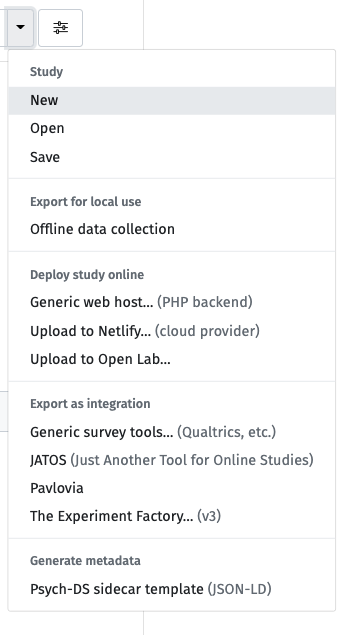 Study
New
Open
Save
Export for local use
Offline data collection
Deploy study online
Generic web host... (PHP backend)
Upload to Netlify... (cloud provider)
Upload to Open Lab...
Export as integration
Generic survey tools... (Qualtrics, etc.)
JATOS (Just Another Tool for Online Studies)
Pavlovia
The Experiment Factory... (v3)
Generate metadata
Psych-DS sidecar template (JSON-LD)